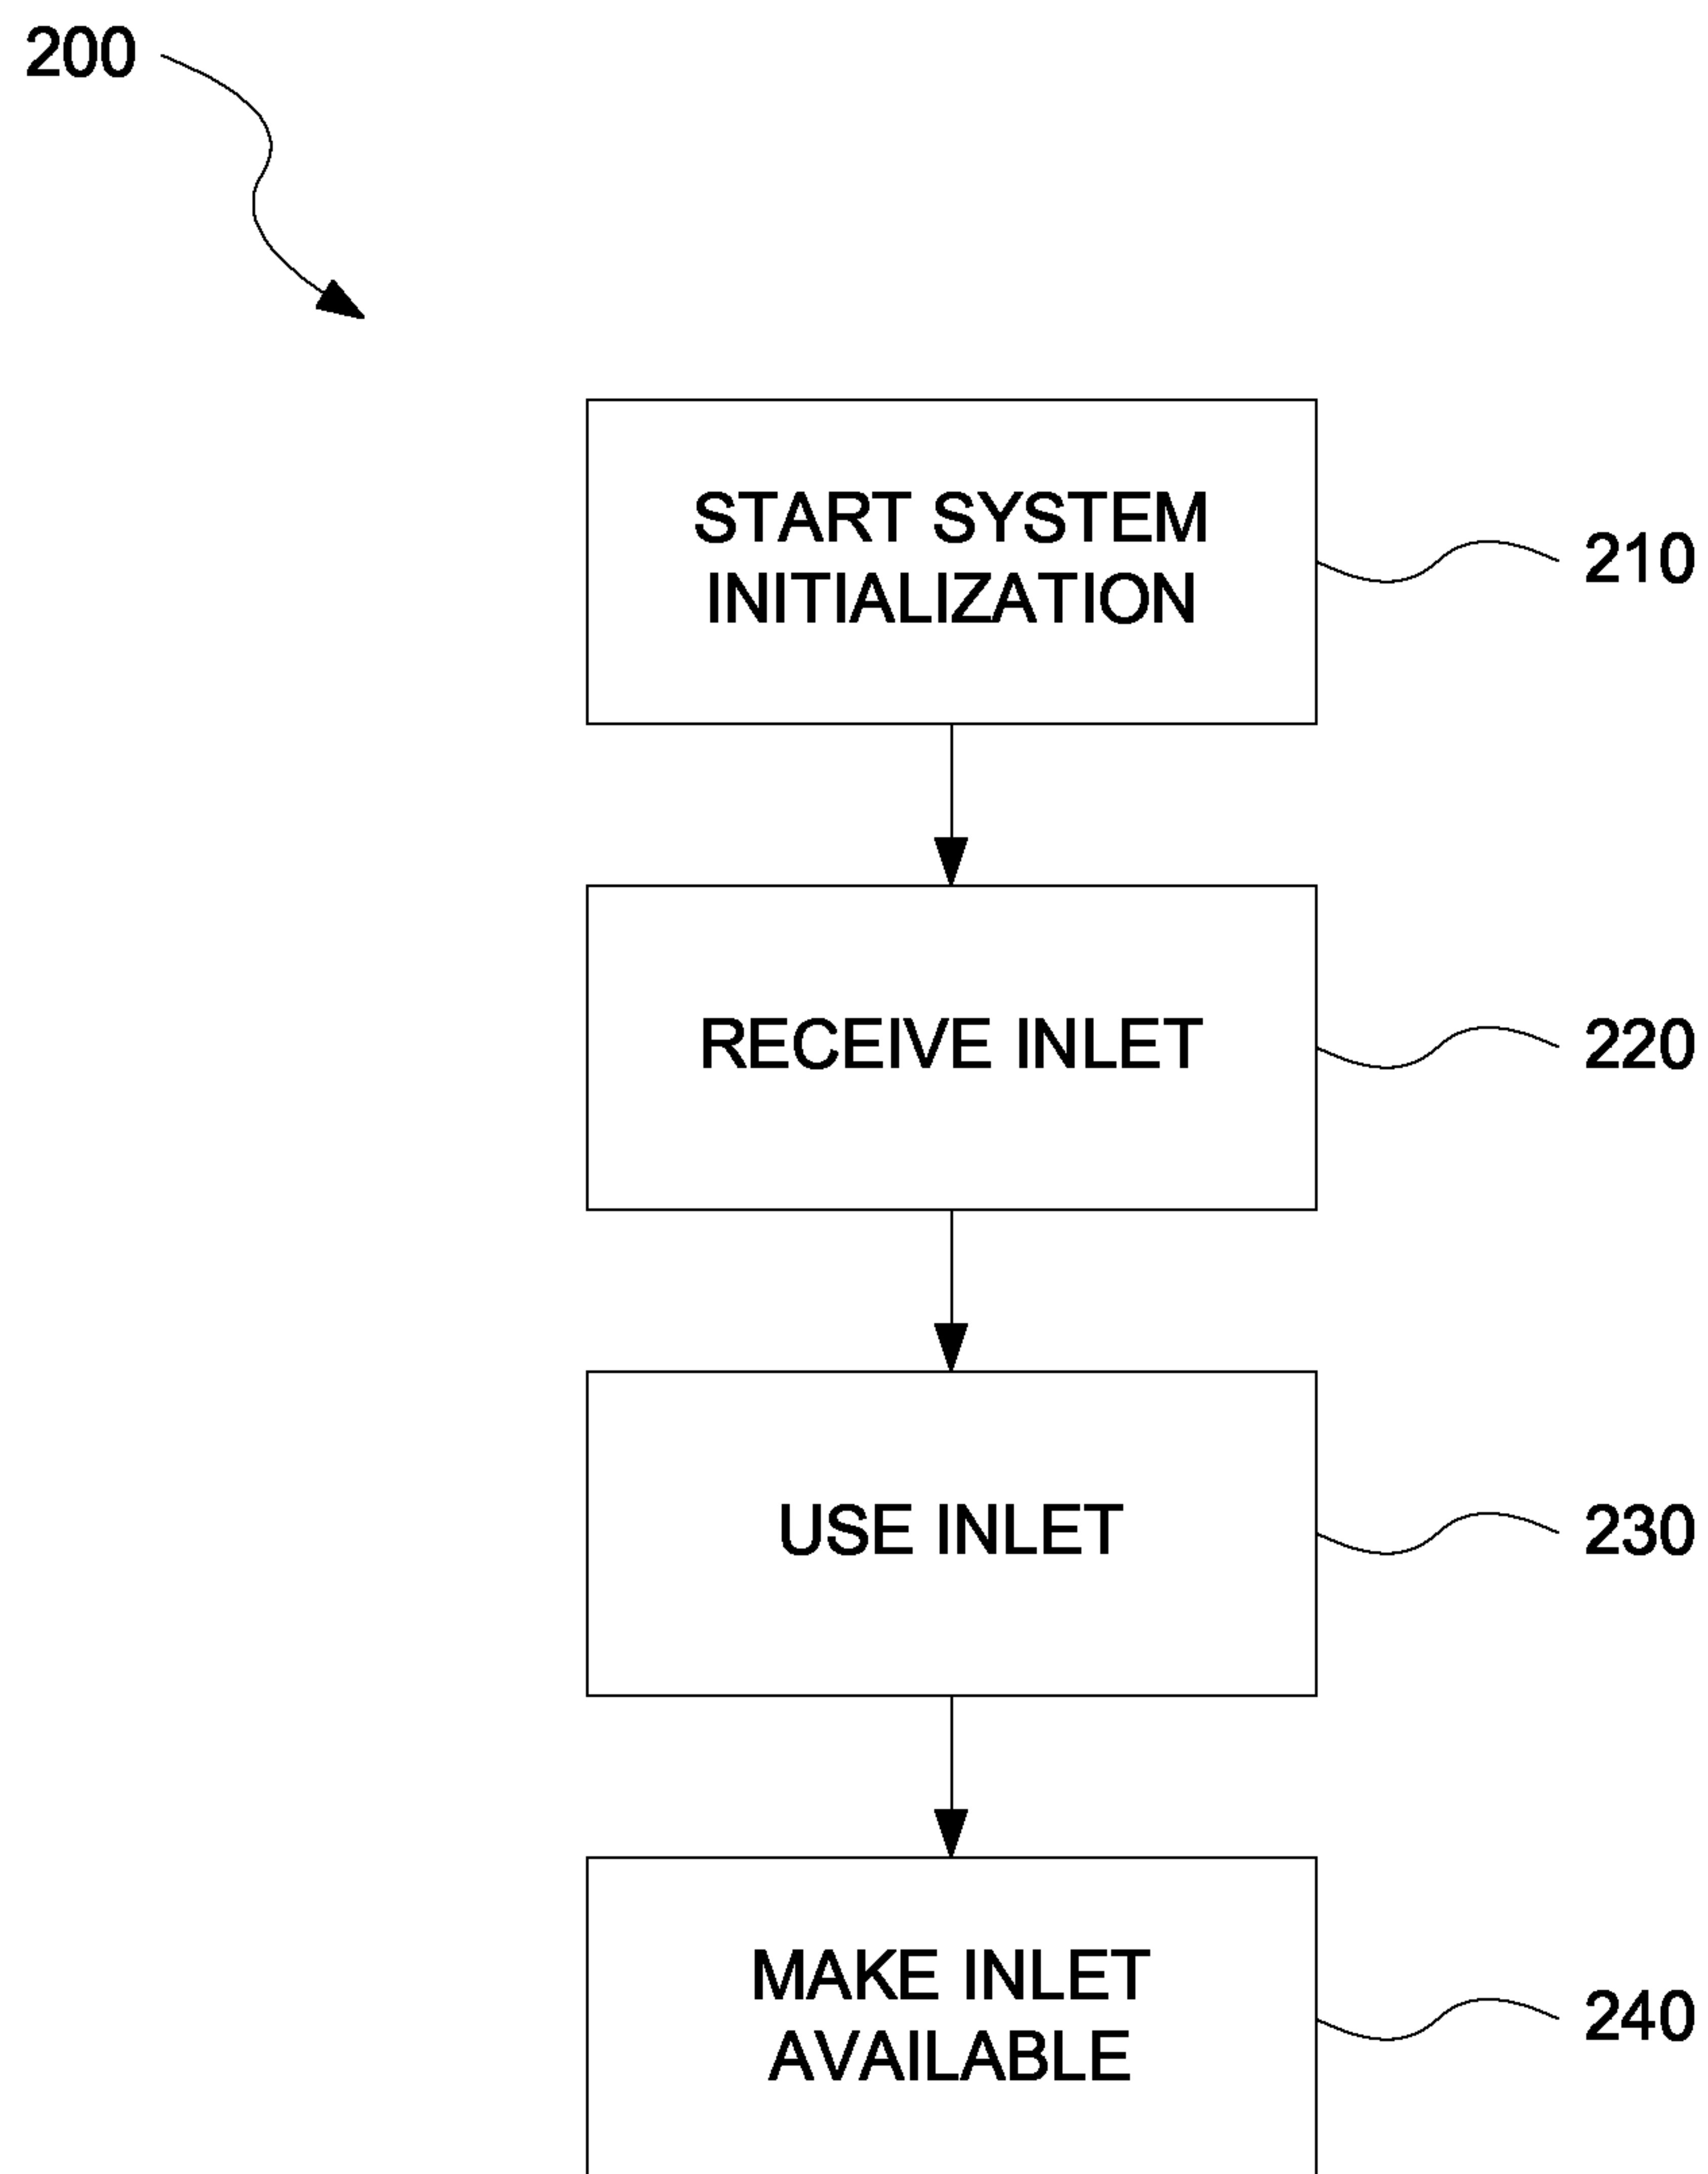 200
START SYSTEM
INITIALIZATION
210
RECEIVE INLET
220
USE INLET
230
MAKE INLET
AVAILABLE
240